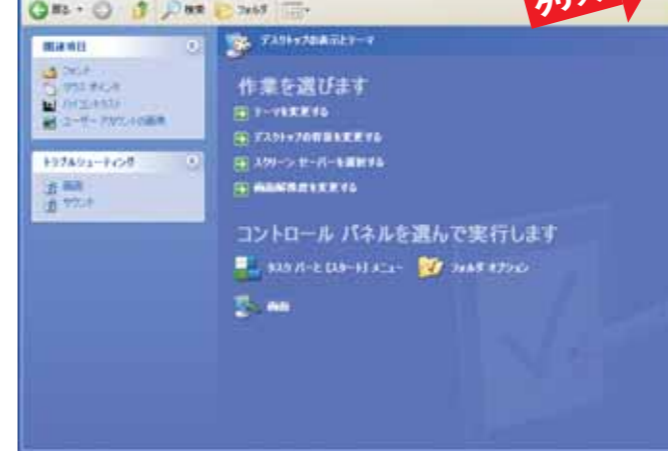 戻る 検索 フォルダ
クリック
関連項目
フォント
マウス ポインタ
ハイコントラスト
ユーザー アカウントの画像
トラブルシューティング
画面
サウンド
デスクトップの表示とテーマ
作業を選びます
テーマを変更する
デスクトップの背景を変更する
スクリーン セーバーを選択する
画面解像度を変更する
コントロール パネルを選んで実行します
タスク バーと [スタート] メニュー フォルダ オプション
画面